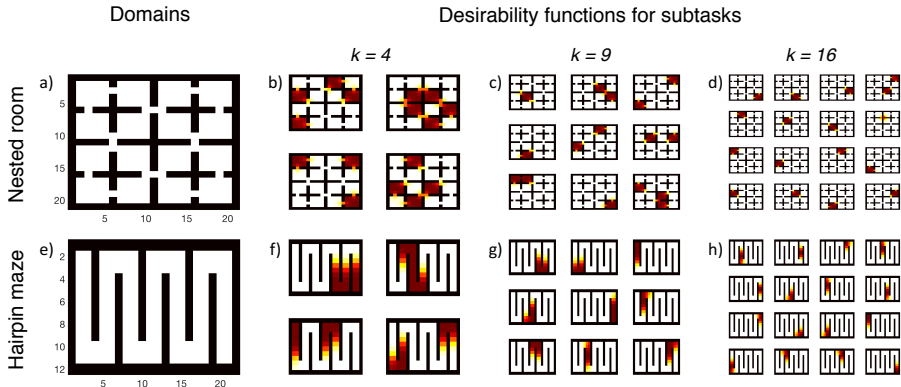 Domains
Desirability functions for subtasks
k = 4
k = 9
k = 16
Nested room
a)
5
10
15
20
5
10
15
20
b)
c)
d)
Hairpin maze
e)
2
4
6
8
10
12
5
10
15
20
f)
g)
h)